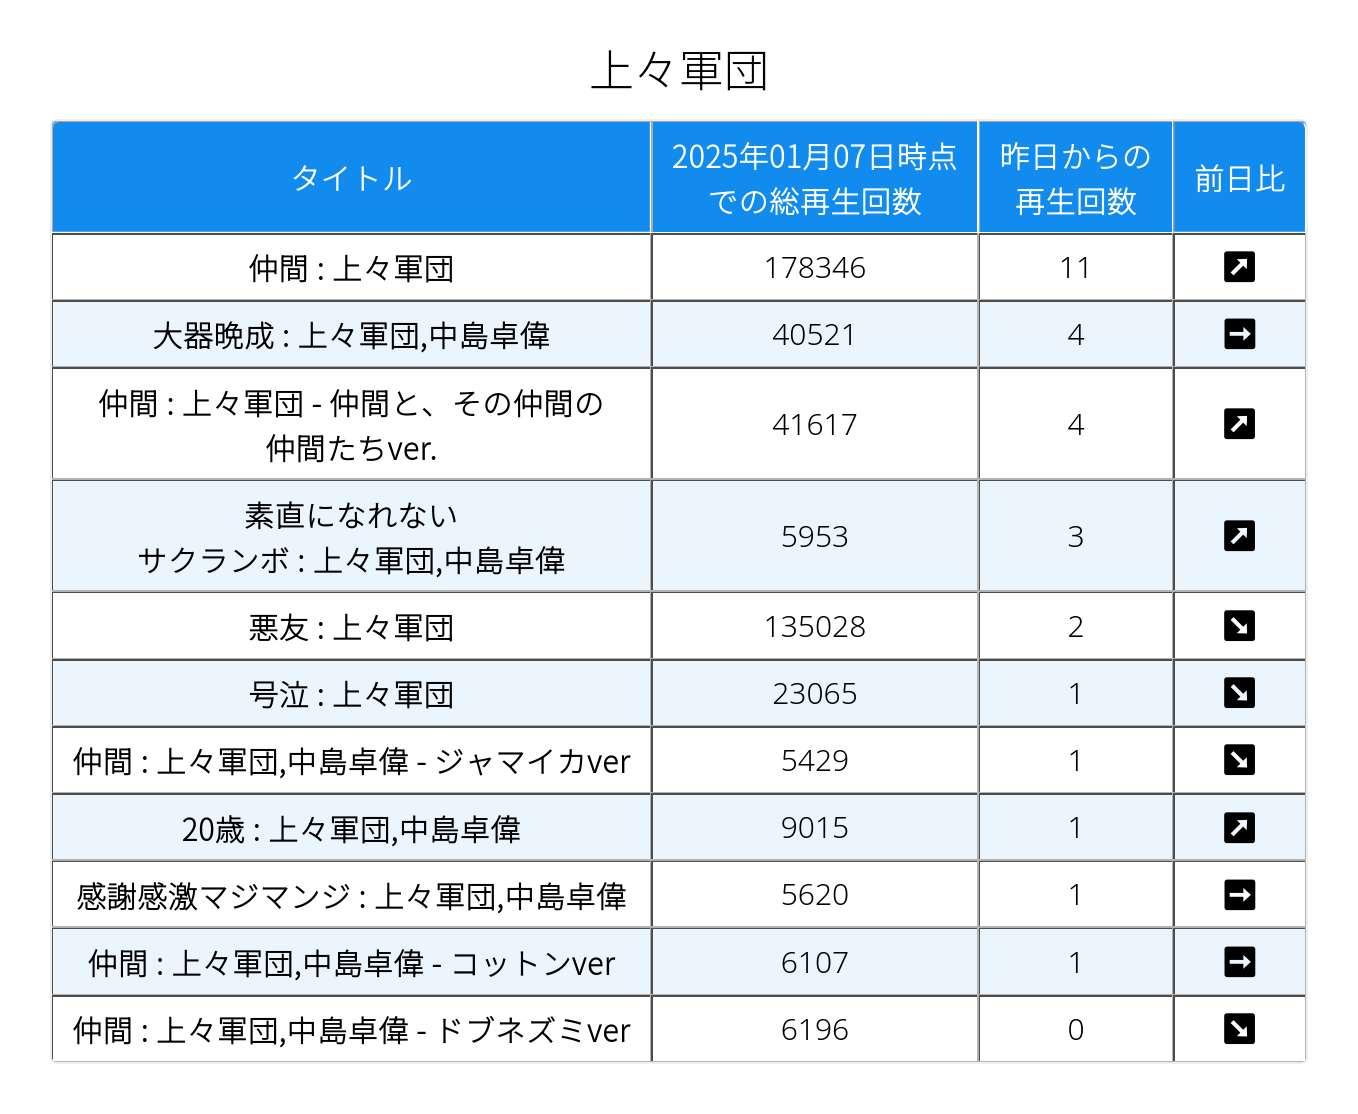 上々軍団
タイトル
2025年01月07日時点
での総再生回数
昨日からの
再生回数
前日比
仲間 : 上々軍団
178346
11
大器晩成 : 上々軍団,中島卓偉
40521
4
仲間 : 上々軍団 - 仲間と、その仲間の
仲間たちver.
41617
4
素直になれない
サクランボ : 上々軍団,中島卓偉
5953
3
悪友 : 上々軍団
135028
2
号泣 : 上々軍団
23065
1
仲間 : 上々軍団,中島卓偉 - ジャマイカver
5429
1
20歳 : 上々軍団,中島卓偉
9015
1
感謝感激マジマンジ : 上々軍団,中島卓偉
5620
1
仲間 : 上々軍団,中島卓偉 - コットンver
6107
1
仲間 : 上々軍団,中島卓偉 - ドブネズミver
6196
0